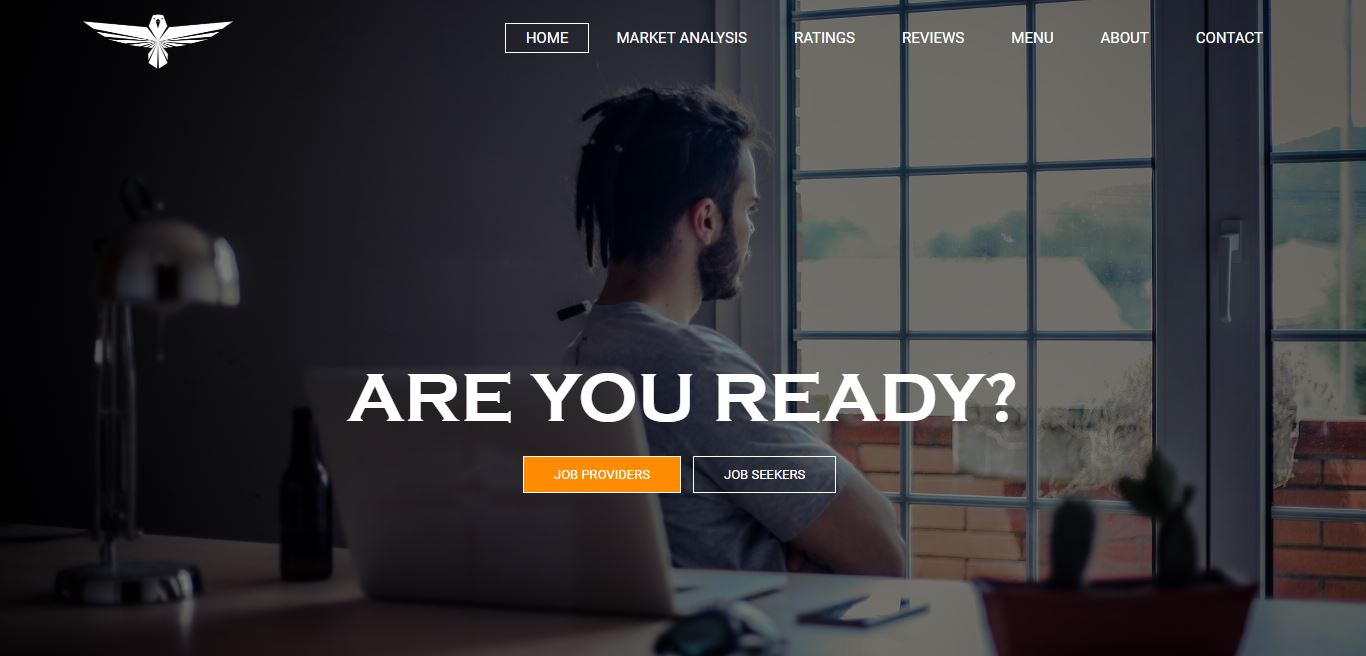 HOME MARKET ANALYSIS RATINGS REVIEWS MENU ABOUT CONTACT
ARE YOU READY?
JOB PROVIDERS JOB SEEKERS